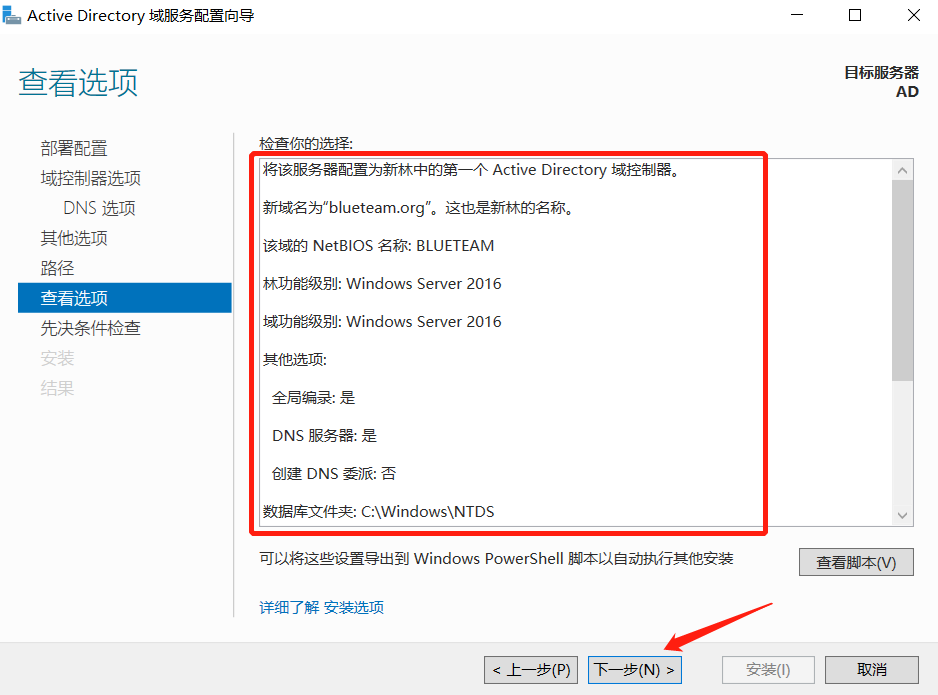 Active Directory 域服务配置向导
查看选项
目标服务器
AD
部署配置
域控制器选项
DNS 选项
其他选项
路径
查看选项
先决条件检查
安装
结果
检查你的选择:
将该服务器配置为新林中的第一个 Active Directory 域控制器。
新域名为“blueteam.org”。这也是新林的名称。
该域的 NetBIOS 名称: BLUETEAM
林功能级别: Windows Server 2016
域功能级别: Windows Server 2016
其他选项:
全局编录: 是
DNS 服务器: 是
创建 DNS 委派: 否
数据库文件夹: C:\Windows\NTDS
可以将这些设置导出到 Windows PowerShell 脚本以自动执行其他安装
查看脚本(V)
详细了解 安装选项
< 上一步(P)
下一步(N) >
安装(I)
取消